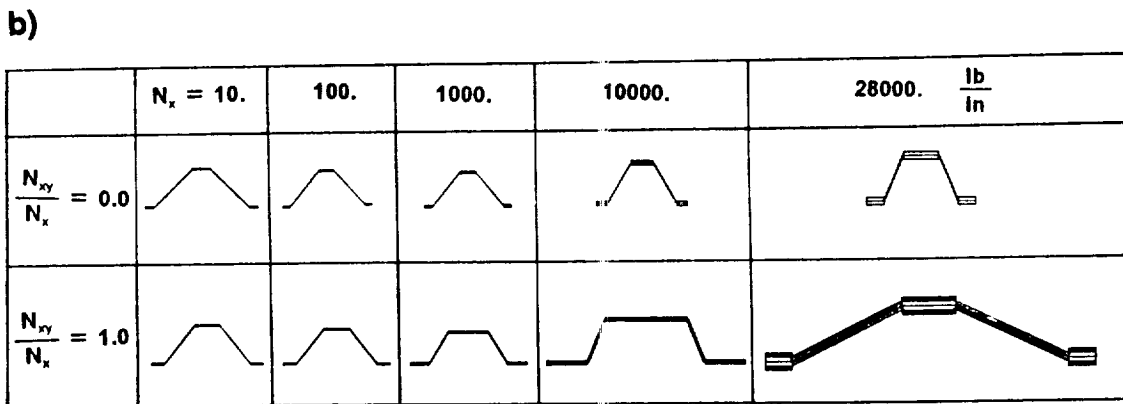 b)
N_x = 10. 100. 1000. 10000. 28000. lb/in
N_xy/N_x = 0.0
N_xy/N_x = 1.0